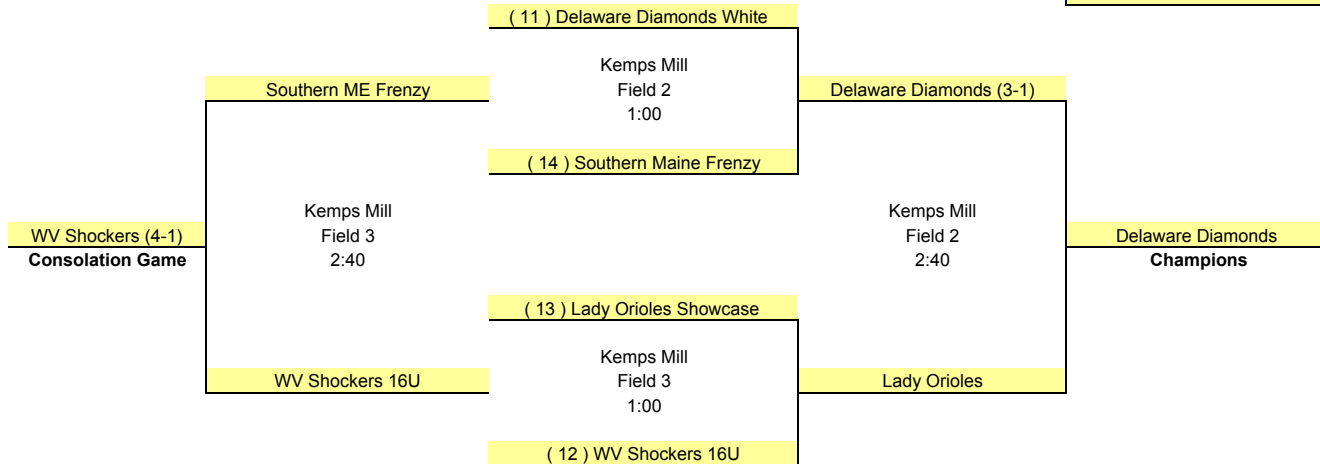 ( 11 ) Delaware Diamonds White
Kemps Mill
Southern ME Frenzy
Field 2
Delaware Diamonds (3-1)
1:00
( 14 ) Southern Maine Frenzy
Kemps Mill
Kemps Mill
WV Shockers (4-1)
Field 3
Field 2
Delaware Diamonds
Consolation Game
2:40
2:40
Champions
( 13 ) Lady Orioles Showcase
Kemps Mill
WV Shockers 16U
Field 3
Lady Orioles
1:00
( 12 ) WV Shockers 16U